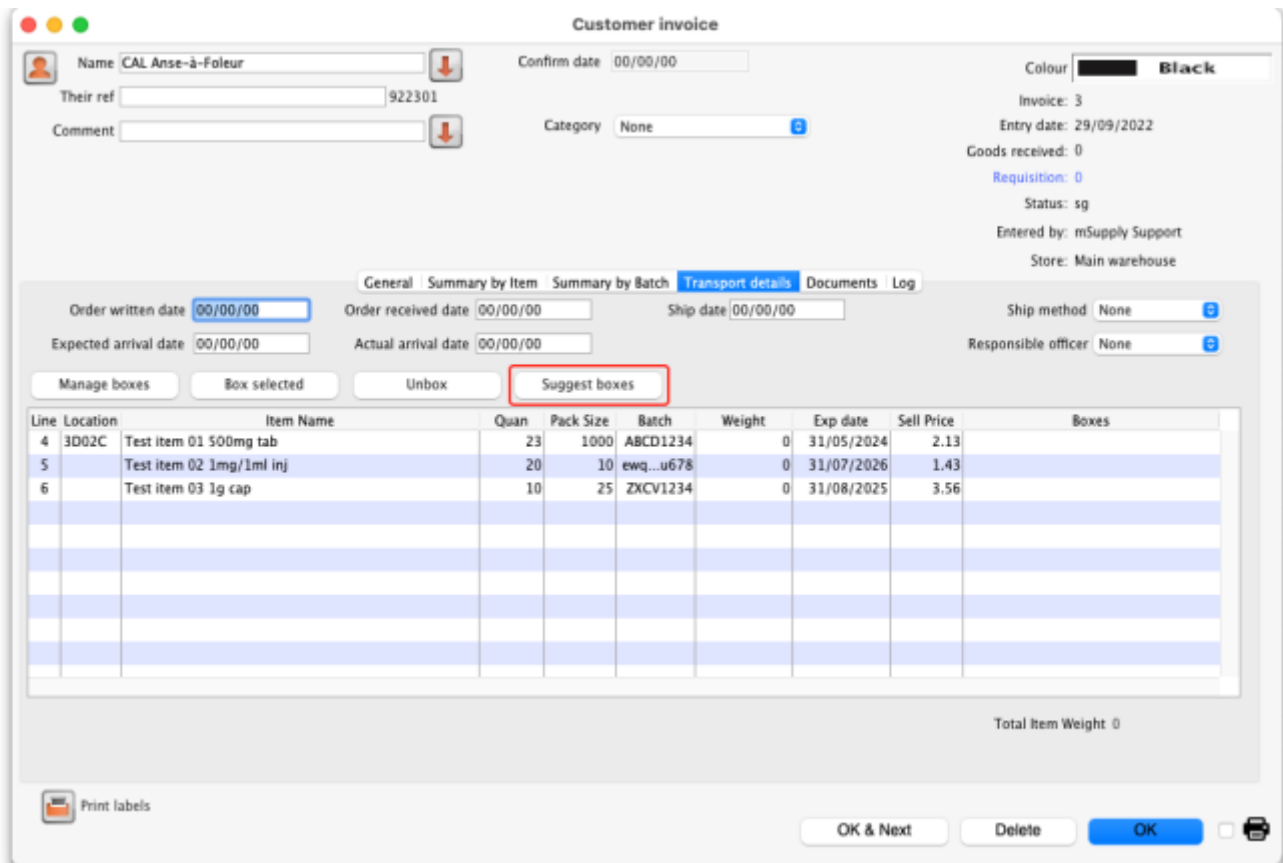 Customer invoice
Name CAL Anse-à-Foleur Confirm date 00/00/00 Colour Black
Their ref 922301 Invoice: 3
Comment Category None Entry date: 29/09/2022
Goods received: 0
Requisition: 0
Status: sg
Entered by: mSupply Support
Store: Main warehouse
General Summary by Item Summary by Batch Transport details Documents Log
Order written date 00/00/00 Order received date 00/00/00 Ship date 00/00/00 Ship method None
Expected arrival date 00/00/00 Actual arrival date 00/00/00 Responsible officer None
Manage boxes Box selected Unbox Suggest boxes
Line Location Item Name Quan Pack Size Batch Weight Exp date Sell Price Boxes
4 3D02C Test item 01 500mg tab 23 1000 ABCD1234 0 31/05/2024 2.13
5 Test item 02 1mg/1ml inj 20 10 ewq...u678 0 31/07/2026 1.43
6 Test item 03 1g cap 10 25 ZXCV1234 0 31/08/2025 3.56
Total Item Weight 0
Print labels
OK & Next Delete OK